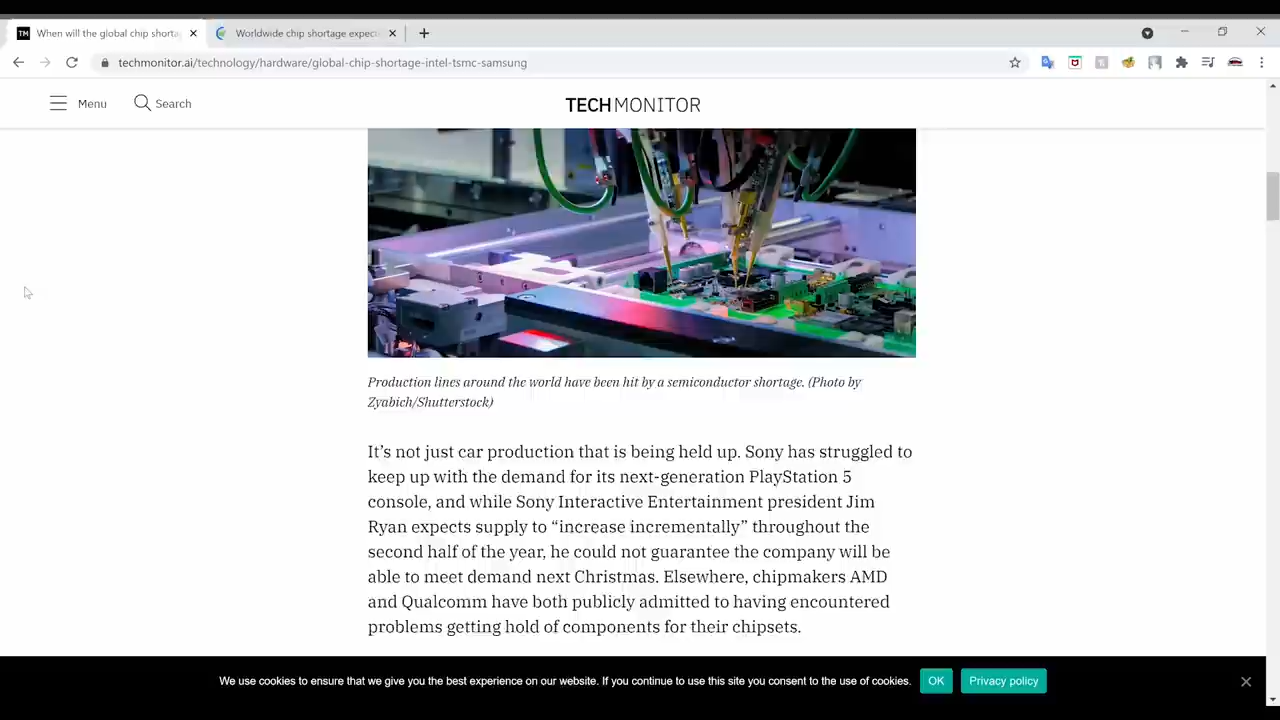 When will the global chip shorta
Worldwide chip shortage expect
techmonitor.ai/technology/hardware/global-chip-shortage-intel-tsmc-samsung
Menu
Search
TECHMONITOR
Production lines around the world have been hit by a semiconductor shortage. (Photo by
Zyabich/Shutterstock)
It’s not just car production that is being held up. Sony has struggled to
keep up with the demand for its next-generation PlayStation 5
console, and while Sony Interactive Entertainment president Jim
Ryan expects supply to “increase incrementally” throughout the
second half of the year, he could not guarantee the company will be
able to meet demand next Christmas. Elsewhere, chipmakers AMD
and Qualcomm have both publicly admitted to having encountered
problems getting hold of components for their chipsets.
We use cookies to ensure that we give you the best experience on our website. If you continue to use this site you consent to the use of cookies.
OK
Privacy policy